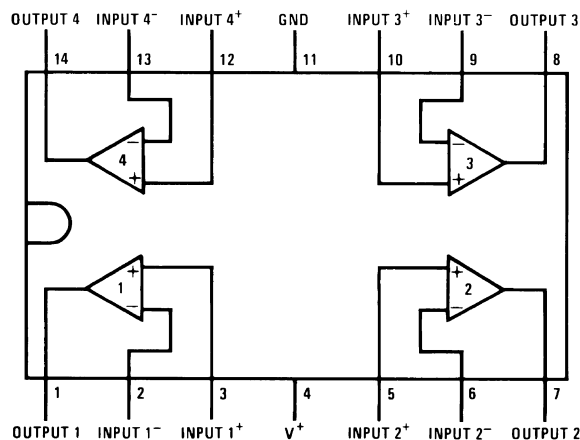 OUTPUT 4 INPUT 4- INPUT 4+ GND INPUT 3+ INPUT 3- OUTPUT 3
14 13 12 11 10 9 8
− −
4 3
+ +
+ +
1 2
− −
1 2 3 4 5 6 7
OUTPUT 1 INPUT 1- INPUT 1+ V+ INPUT 2+ INPUT 2- OUTPUT 2